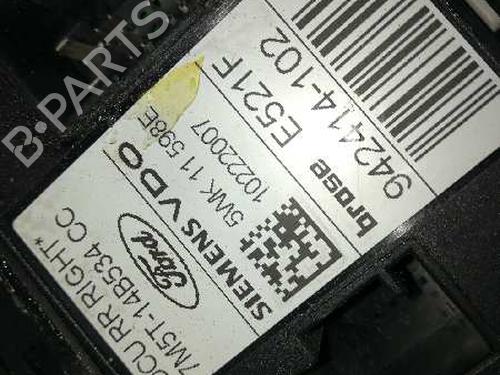 942414-102
brose E521F
10222007
5WK 11 598E
SIEMENS VDO
Ford
DCU RR RIGHT*
7M5T-14B534 CC
B-PARTS